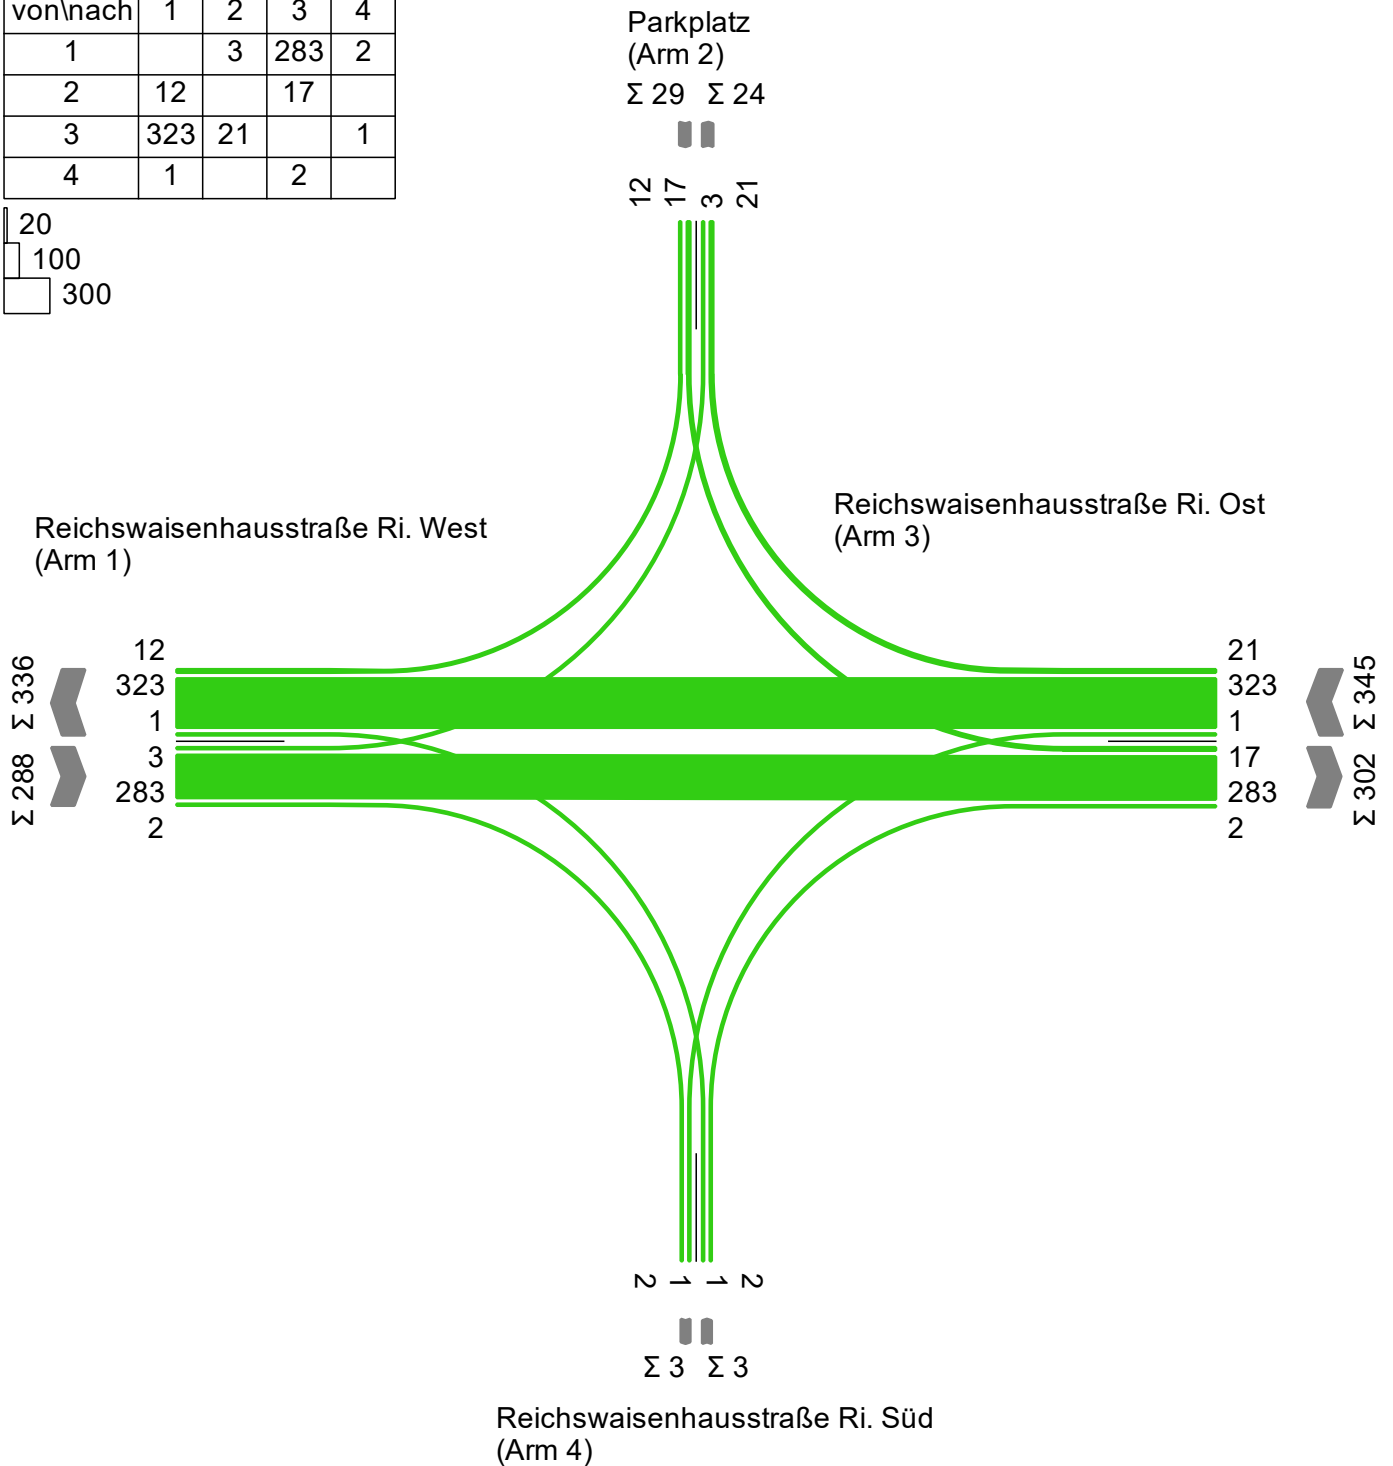 von\nach 1 2 3 4
1 3 283 2
2 12 17
3 323 21 1
4 1 2
20
100
300
Parkplatz
(Arm 2)
Σ 29 Σ 24
12 17 3 21
Reichswaisenhausstraße Ri. West
(Arm 1)
Reichswaisenhausstraße Ri. Ost
(Arm 3)
Σ 336
Σ 288
12
323
1
3
283
2
21
323
1
17
283
2
Σ 345
Σ 302
2 1 1 2
Σ 3 Σ 3
Reichswaisenhausstraße Ri. Süd
(Arm 4)